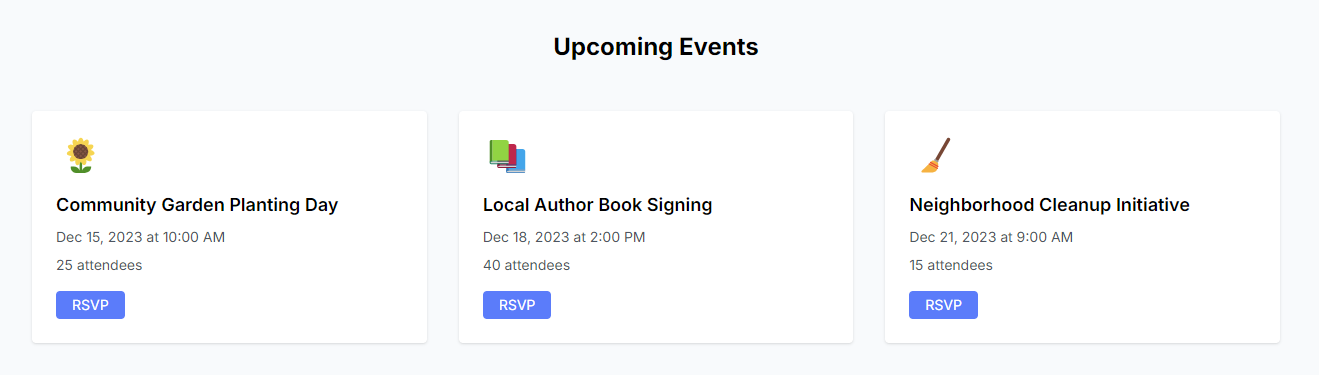 Upcoming Events
Community Garden Planting Day
Dec 15, 2023 at 10:00 AM
25 attendees
RSVP
Local Author Book Signing
Dec 18, 2023 at 2:00 PM
40 attendees
RSVP
Neighborhood Cleanup Initiative
Dec 21, 2023 at 9:00 AM
15 attendees
RSVP